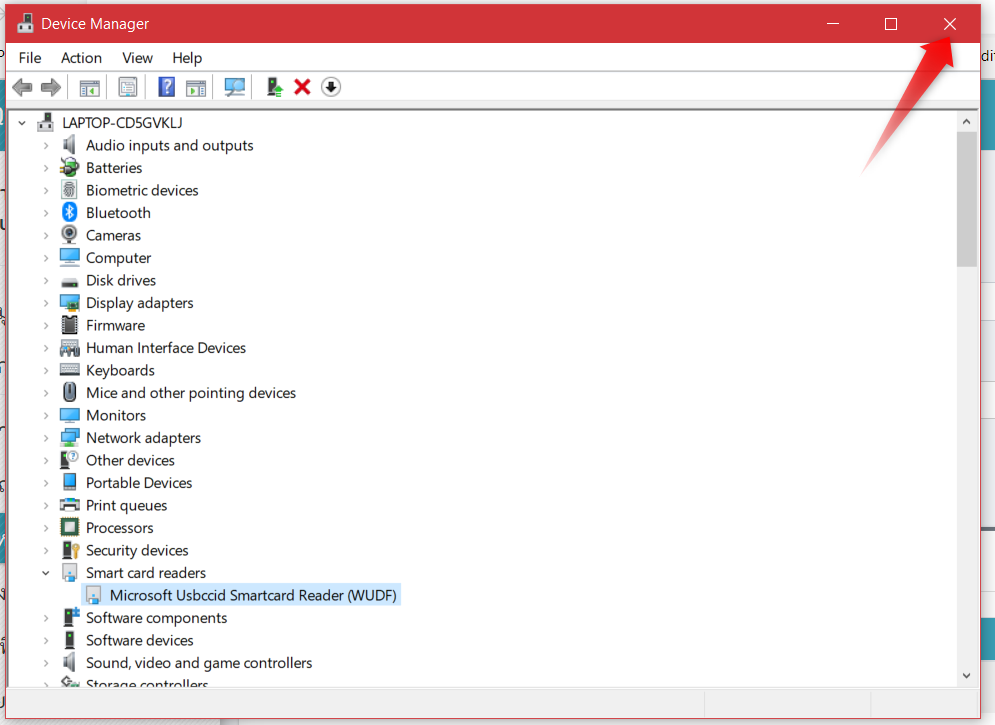 Device Manager
File Action View Help
LAPTOP-CD5GVKLJ
Audio inputs and outputs
Batteries
Biometric devices
Bluetooth
Cameras
Computer
Disk drives
Display adapters
Firmware
Human Interface Devices
Keyboards
Mice and other pointing devices
Monitors
Network adapters
Other devices
Portable Devices
Print queues
Processors
Security devices
Smart card readers
Microsoft Usbccid Smartcard Reader (WUDF)
Software components
Software devices
Sound, video and game controllers
Storage controllers